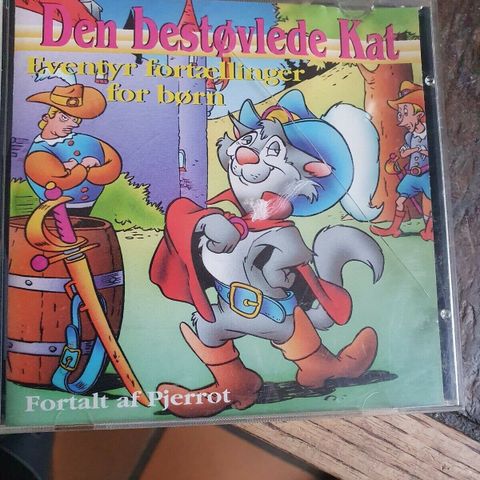 Den bestøvlede Kat
Eventyr fortællinger
for børn
Fortalt af Pjerrot